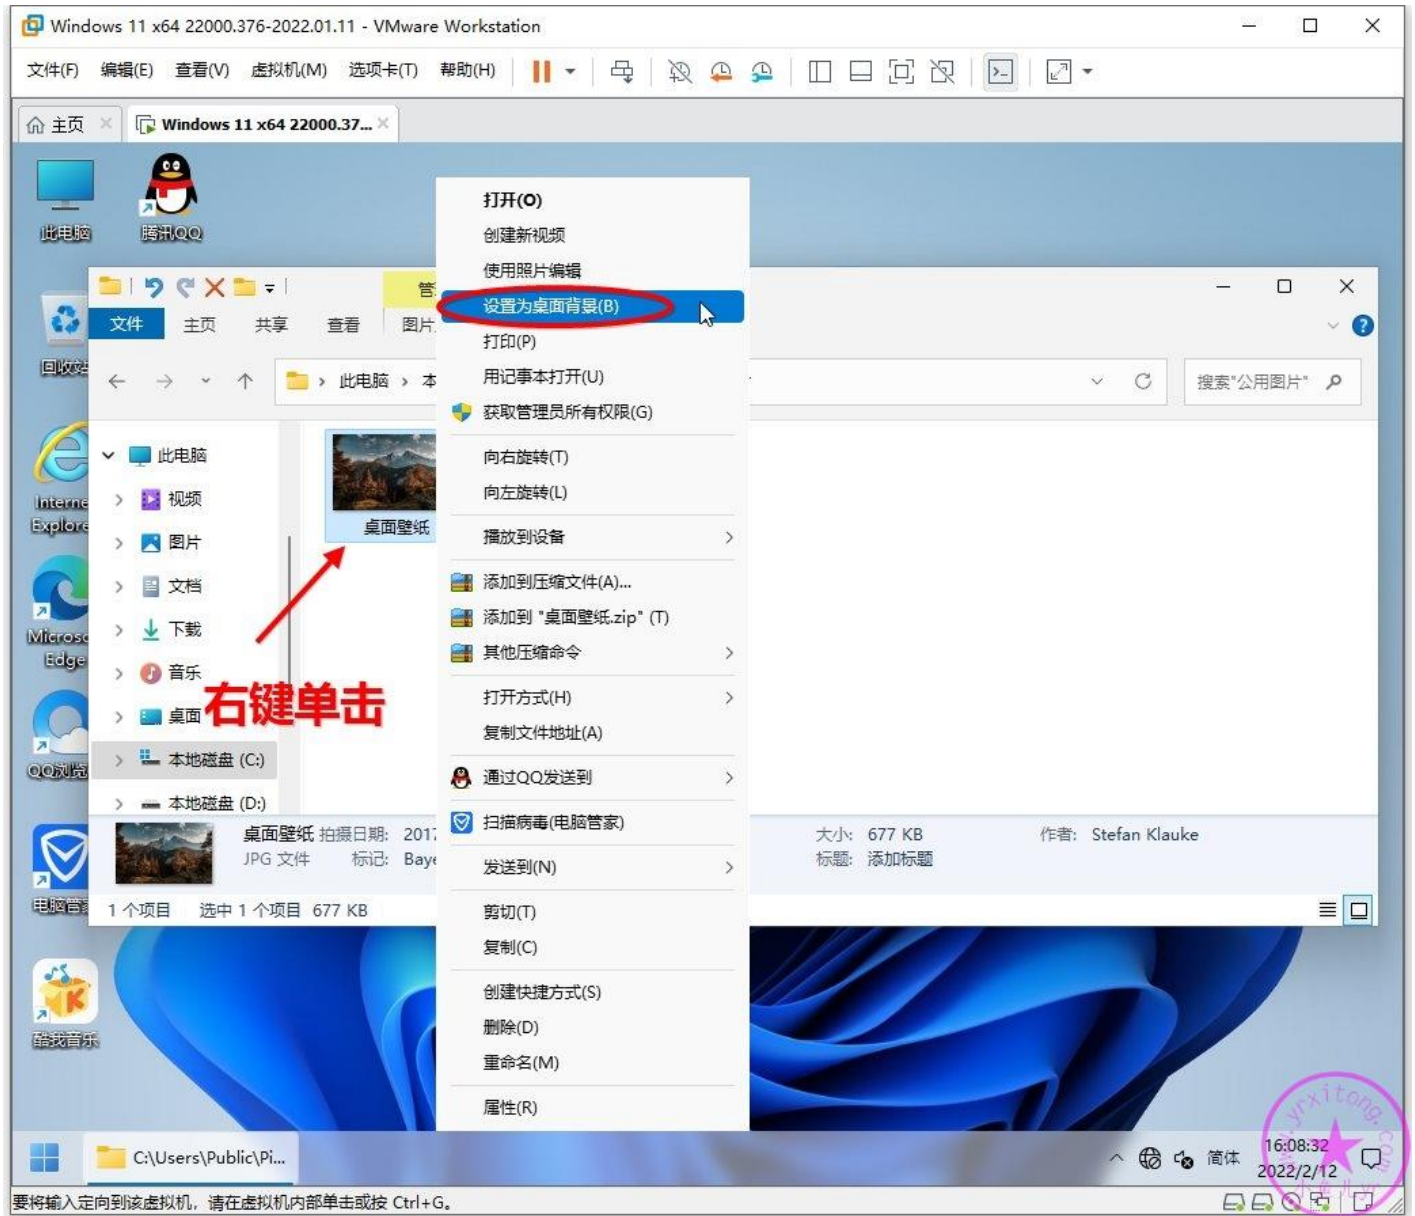 Windows 11 x64 22000.376-2022.01.11 - VMware Workstation
文件(F) 编辑(E) 查看(V) 虚拟机(M) 选项卡(T) 帮助(H)
主页
Windows 11 x64 22000.37...
此电脑
腾讯QQ
回收站
Interne
Explore
Microso
Edge
QQ浏览
电脑管
酷我音乐
管
文件 主页 共享 查看 图片
此电脑 › 本
搜索"公用图片"
此电脑
视频
图片
文档
下载
音乐
桌面
本地磁盘 (C:)
本地磁盘 (D:)
桌面壁纸
右键单击
打开(O)
创建新视频
使用照片编辑
设置为桌面背景(B)
打印(P)
用记事本打开(U)
获取管理员所有权限(G)
向右旋转(T)
向左旋转(L)
播放到设备
添加到压缩文件(A)...
添加到 "桌面壁纸.zip" (T)
其他压缩命令
打开方式(H)
复制文件地址(A)
通过QQ发送到
扫描病毒(电脑管家)
发送到(N)
剪切(T)
复制(C)
创建快捷方式(S)
删除(D)
重命名(M)
属性(R)
桌面壁纸 拍摄日期: 2017 大小: 677 KB 作者: Stefan Klauke
JPG 文件 标记: Baye 标题: 添加标题
1 个项目 选中 1 个项目 677 KB
C:\Users\Public\Pi...
简体
16:08:32
2022/2/12
要将输入定向到该虚拟机，请在虚拟机内部单击或按 Ctrl+G。